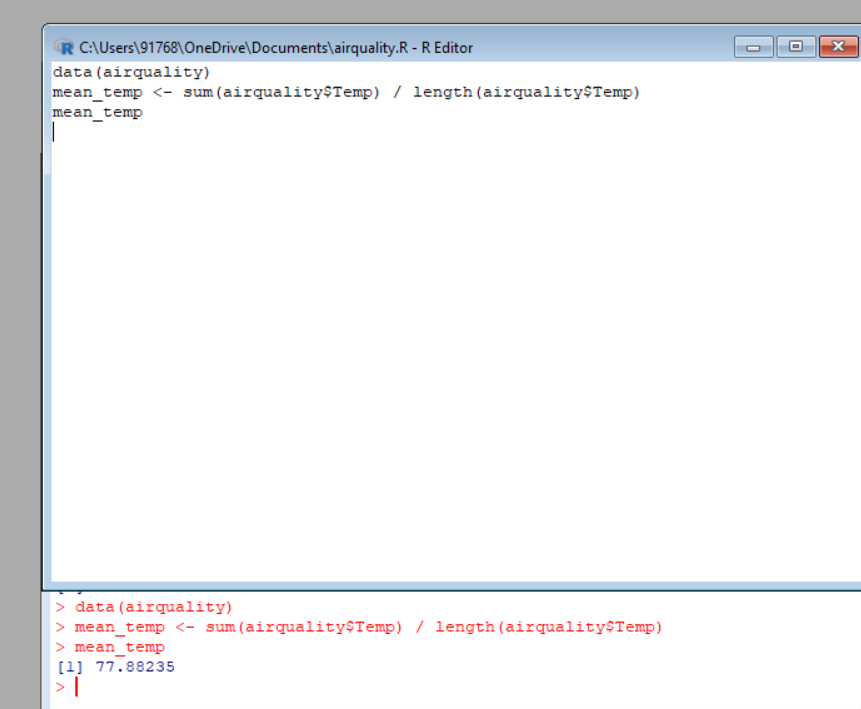 C:\Users\91768\OneDrive\Documents\airquality.R - R Editor
data(airquality)
mean_temp <- sum(airquality$Temp) / length(airquality$Temp)
mean_temp
> data(airquality)
> mean_temp <- sum(airquality$Temp) / length(airquality$Temp)
> mean_temp
[1] 77.88235
>